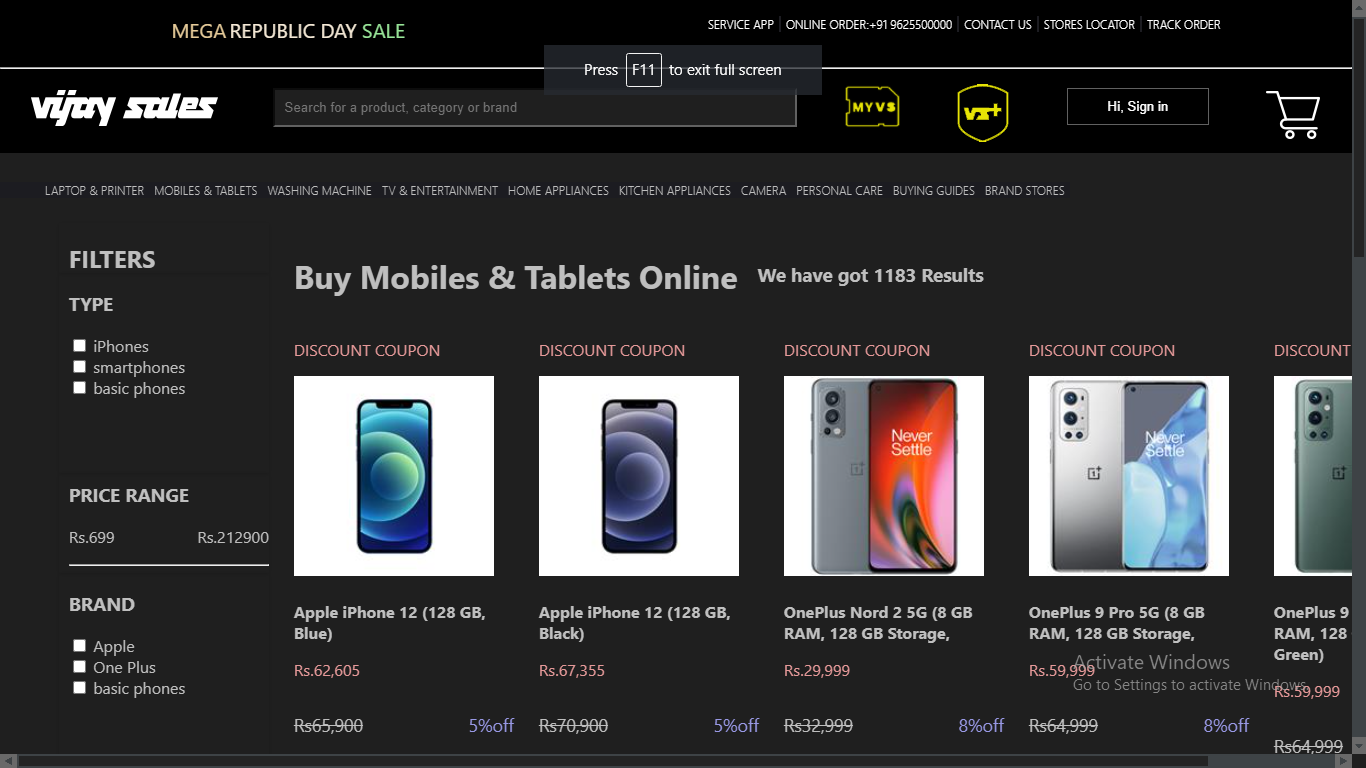 MEGA REPUBLIC DAY SALE
SERVICE APP ONLINE ORDER:+91 9625500000 CONTACT US STORES LOCATOR TRACK ORDER
Press F11 to exit full screen
vijay sales
Search for a product, category or brand
MYVS
VS+
Hi, Sign in
LAPTOP & PRINTER MOBILES & TABLETS WASHING MACHINE TV & ENTERTAINMENT HOME APPLIANCES KITCHEN APPLIANCES CAMERA PERSONAL CARE BUYING GUIDES BRAND STORES
FILTERS
TYPE
iPhones
smartphones
basic phones
PRICE RANGE
Rs.699 Rs.212900
BRAND
Apple
One Plus
basic phones
Buy Mobiles & Tablets Online We have got 1183 Results
DISCOUNT COUPON
Apple iPhone 12 (128 GB,
Blue)
Rs.62,605
Rs65,900 5%off
DISCOUNT COUPON
Apple iPhone 12 (128 GB,
Black)
Rs.67,355
Rs70,900 5%off
DISCOUNT COUPON
Never
Settle
OnePlus Nord 2 5G (8 GB
RAM, 128 GB Storage,
Rs.29,999
Rs32,999 8%off
DISCOUNT COUPON
Never
Settle
OnePlus 9 Pro 5G (8 GB
RAM, 128 GB Storage,
Rs.59,999
Rs64,999 8%off
DISCOUNT
OnePlus 9
RAM, 128
Green)
Rs.59,999
Rs64,999
Activate Windows
Go to Settings to activate Windows.